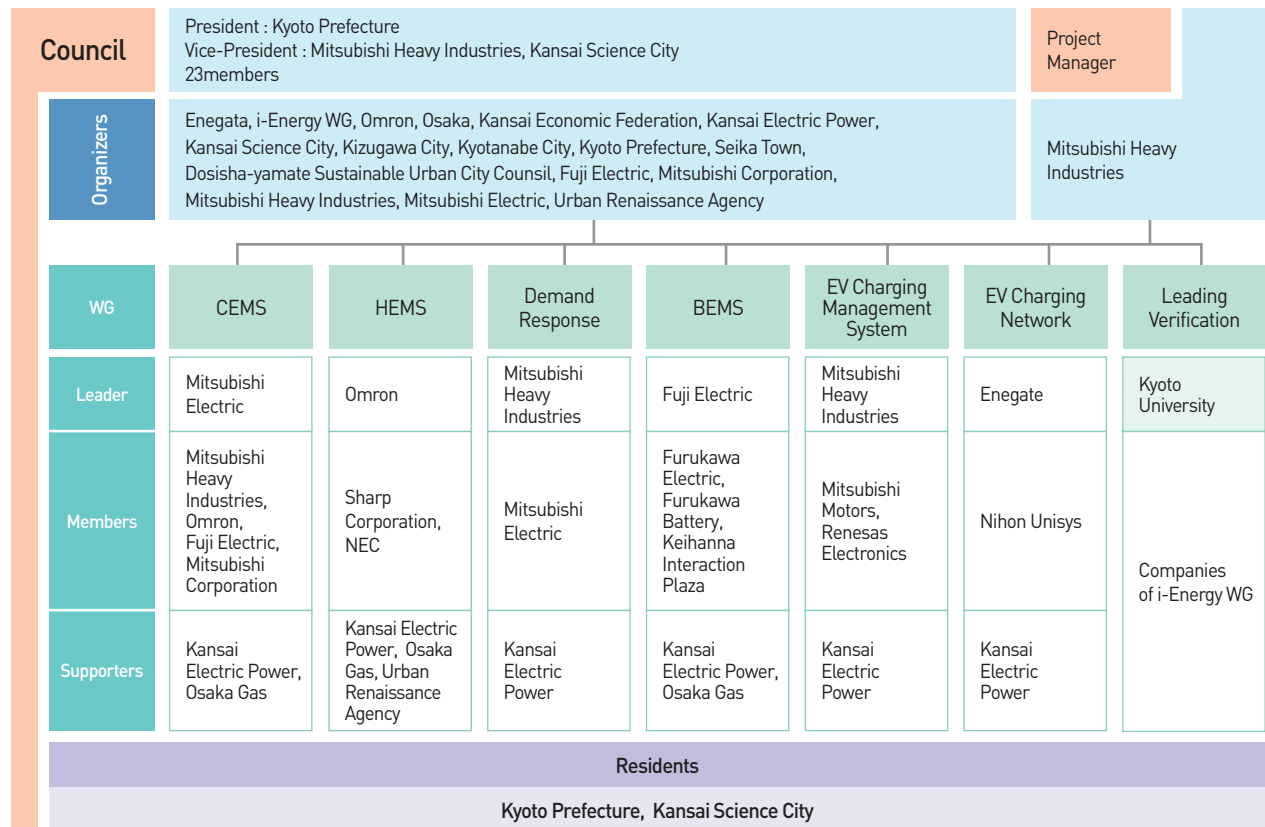 Council
President : Kyoto Prefecture
Vice-President : Mitsubishi Heavy Industries, Kansai Science City
23members
Project
Manager
Organizers
Enegata, i-Energy WG, Omron, Osaka, Kansai Economic Federation, Kansai Electric Power,
Kansai Science City, Kizugawa City, Kyotanabe City, Kyoto Prefecture, Seika Town,
Dosisha-yamate Sustainable Urban City Counsil, Fuji Electric, Mitsubishi Corporation,
Mitsubishi Heavy Industries, Mitsubishi Electric, Urban Renaissance Agency
Mitsubishi Heavy
Industries
WG
CEMS
HEMS
Demand
Response
BEMS
EV Charging
Management
System
EV Charging
Network
Leading
Verification
Leader
Mitsubishi
Electric
Omron
Mitsubishi
Heavy
Industries
Fuji Electric
Mitsubishi
Heavy
Industries
Enegate
Kyoto
University
Members
Mitsubishi
Heavy
Industries,
Omron,
Fuji Electric,
Mitsubishi
Corporation
Sharp
Corporation,
NEC
Mitsubishi
Electric
Furukawa
Electric,
Furukawa
Battery,
Keihanna
Interaction
Plaza
Mitsubishi
Motors,
Renesas
Electronics
Nihon Unisys
Companies
of i-Energy WG
Supporters
Kansai
Electric Power,
Osaka Gas
Kansai Electric
Power, Osaka
Gas, Urban
Renaissance
Agency
Kansai
Electric
Power
Kansai
Electric Power,
Osaka Gas
Kansai
Electric
Power
Kansai
Electric
Power
Residents
Kyoto Prefecture, Kansai Science City